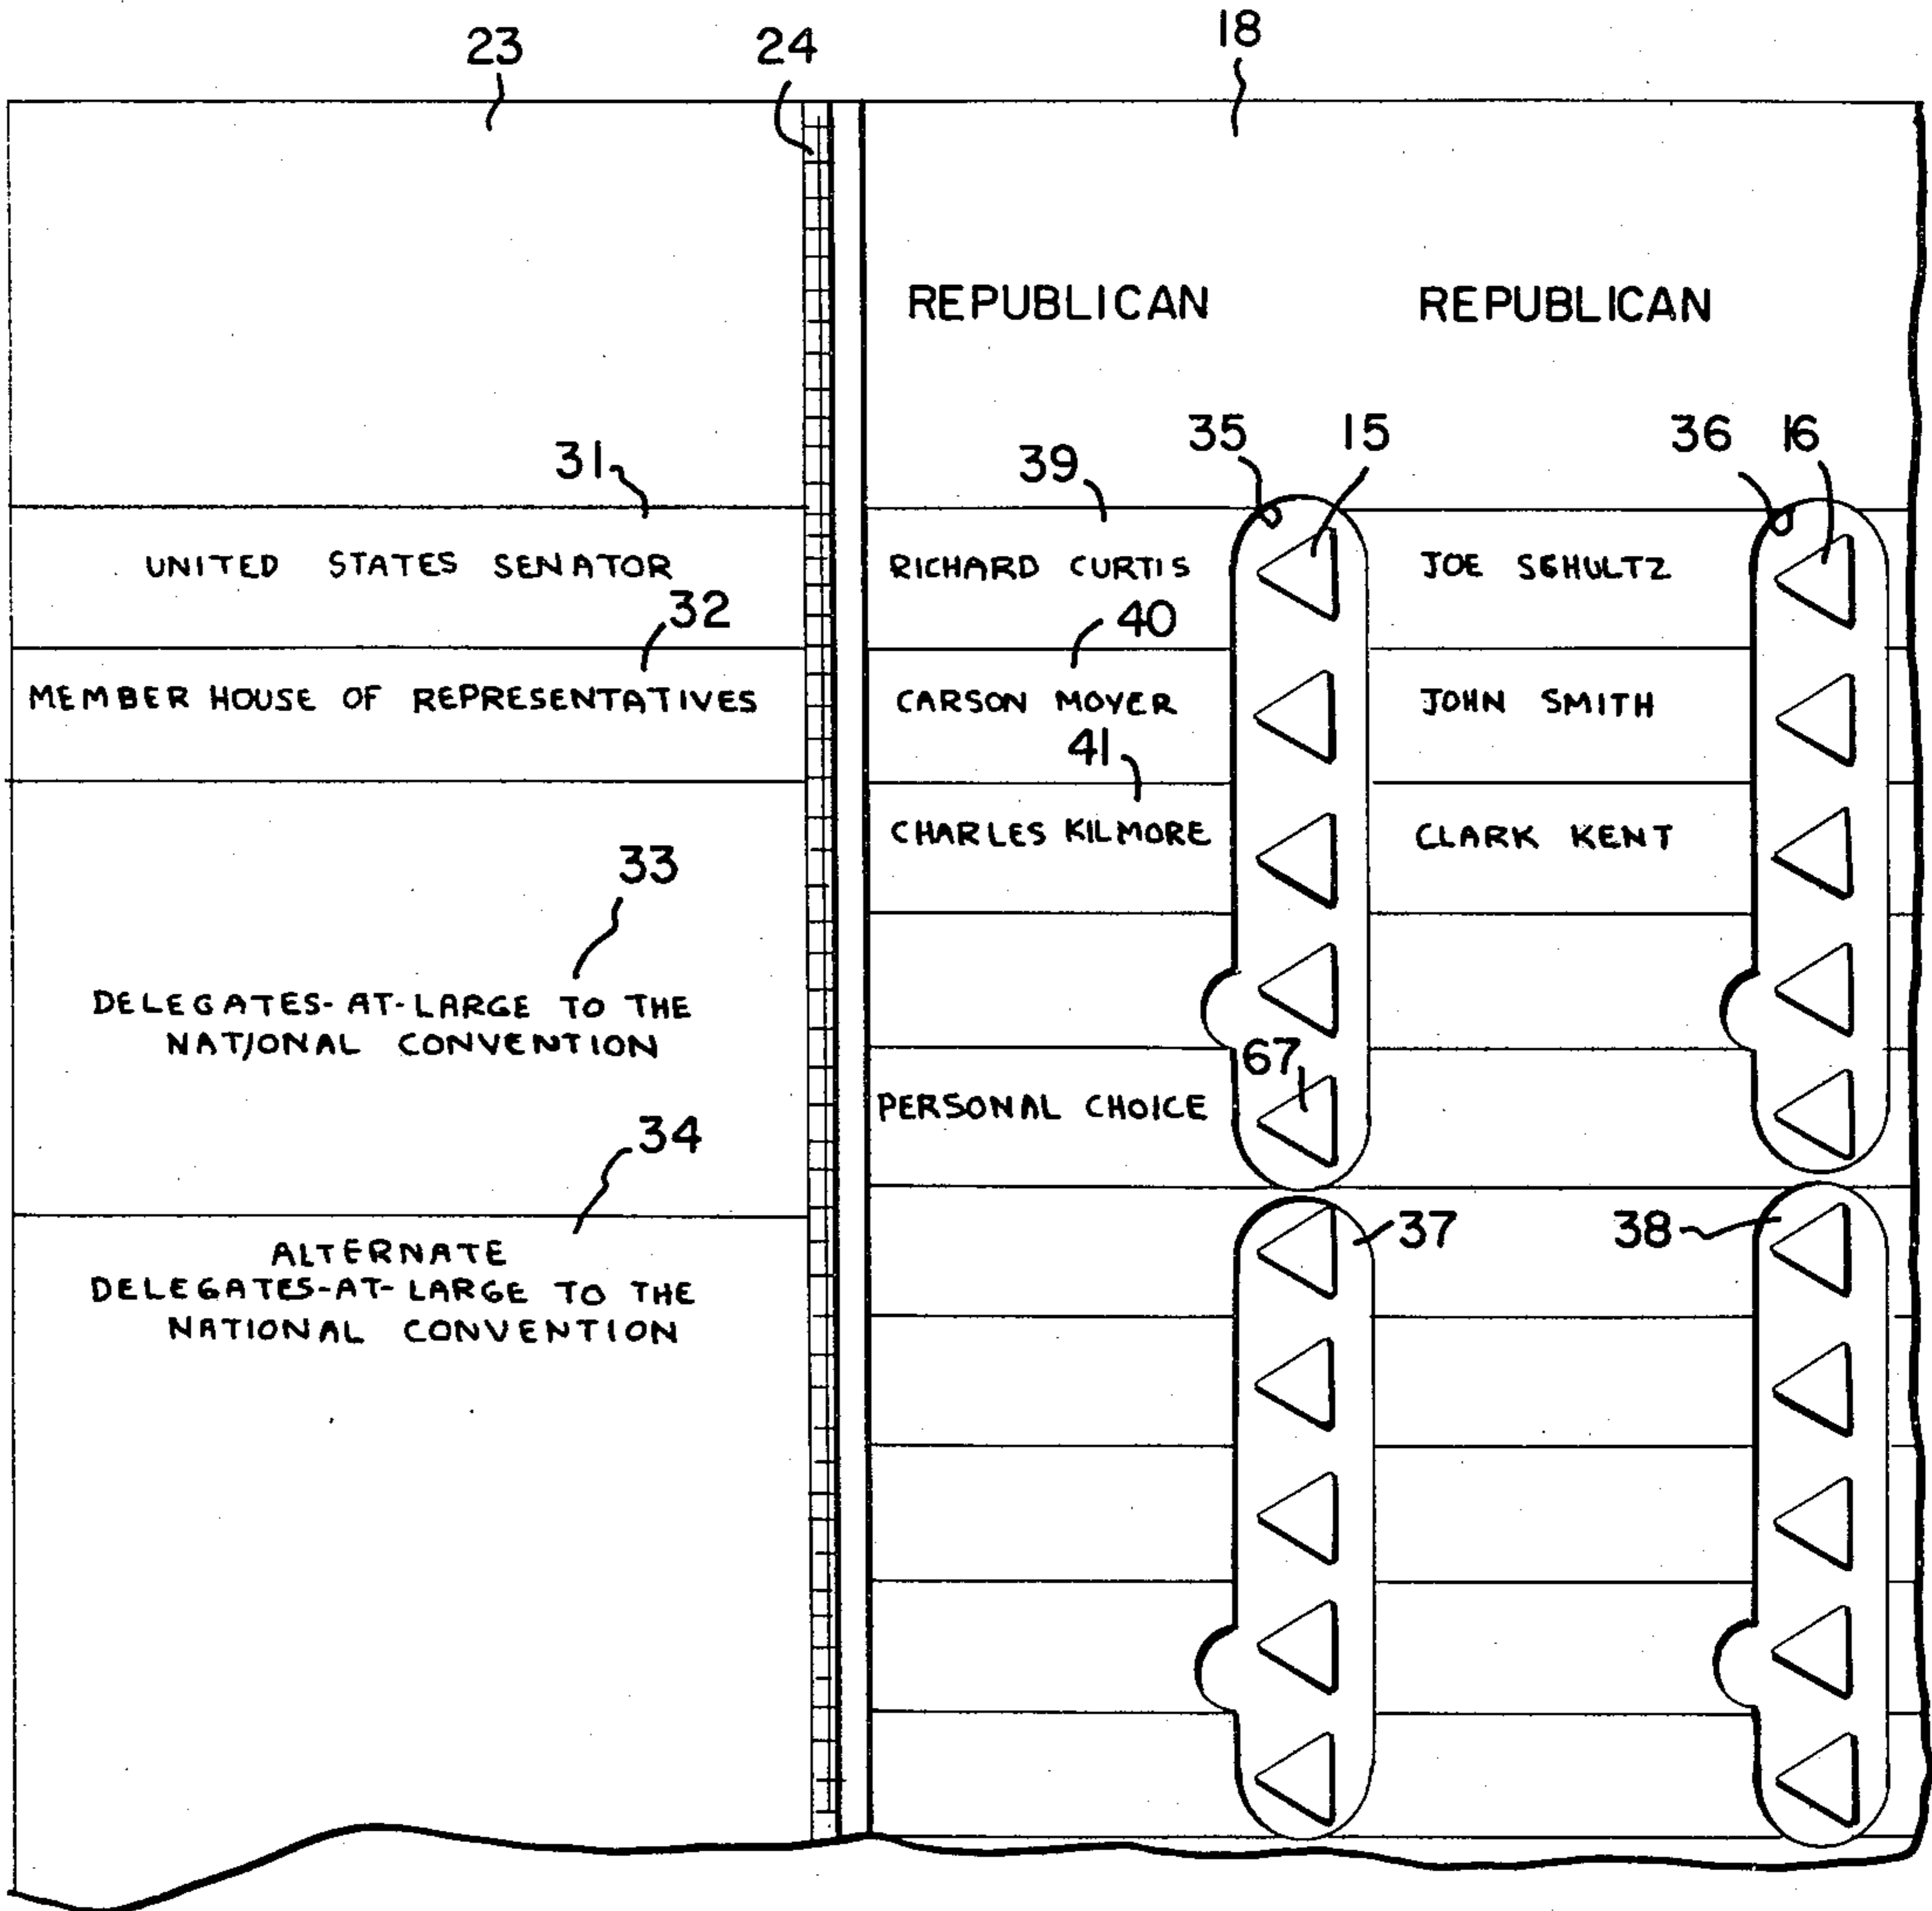 23 24 18
REPUBLICAN REPUBLICAN
35 15 36 16
31 39
UNITED STATES SENATOR RICHARD CURTIS JOE SCHULTZ
32 40
MEMBER HOUSE OF REPRESENTATIVES CARSON MOYER JOHN SMITH
41
CHARLES KILMORE CLARK KENT
33
DELEGATES-AT-LARGE TO THE
NATIONAL CONVENTION
67
PERSONAL CHOICE
34
37 38
ALTERNATE
DELEGATES-AT-LARGE TO THE
NATIONAL CONVENTION